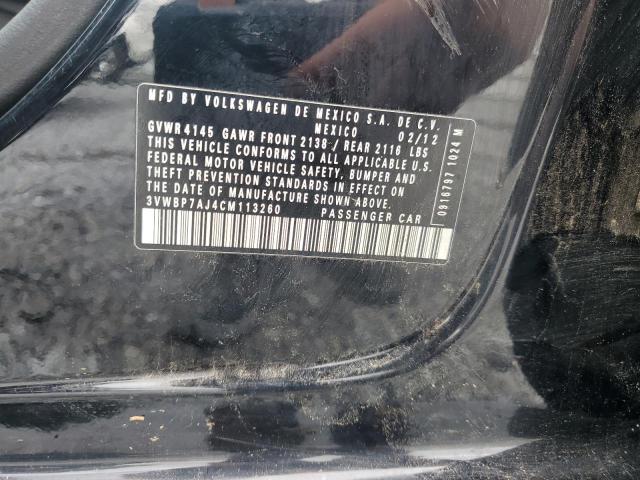 MFD BY VOLKSWAGEN DE MEXICO S.A. DE C.V.
MEXICO 02/12
GVWR 4145 GAWR FRONT 2138 / REAR 2116 LBS
THIS VEHICLE CONFORMS TO ALL APPLICABLE U.S.
FEDERAL MOTOR VEHICLE SAFETY, BUMPER AND
THEFT PREVENTION STANDARDS IN EFFECT ON
THE DATE OF MANUFACTURE SHOWN ABOVE.
3VWBP7AJ4CM113260 PASSENGER CAR
0916797 1024 M